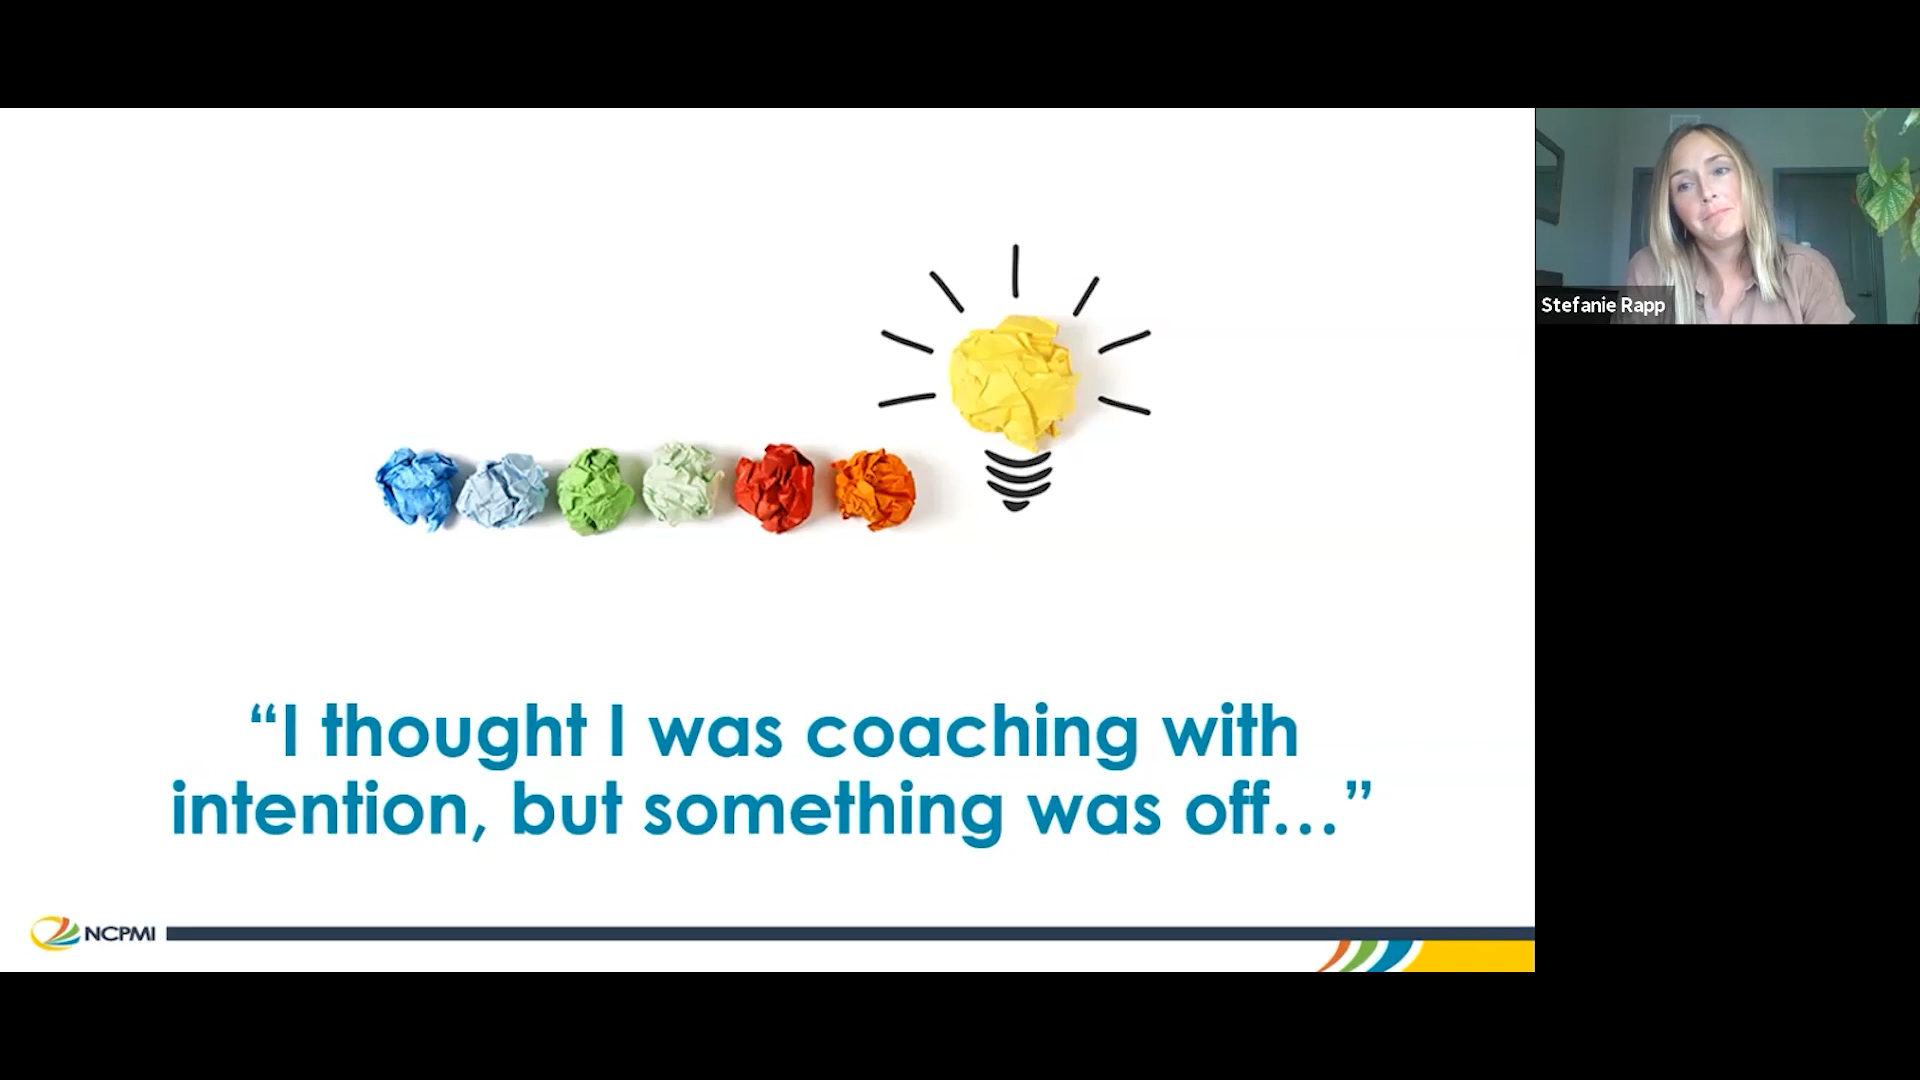 Stefanie Rapp
“I thought I was coaching with
intention, but something was off...”
NCPMI